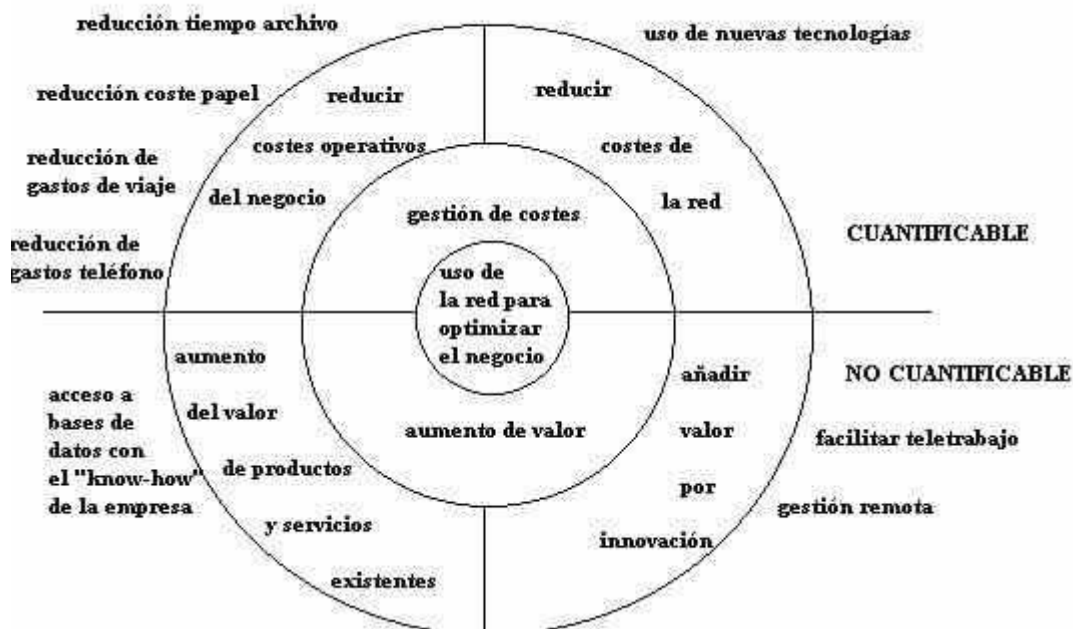 reducción tiempo archivo
uso de nuevas tecnologías
reducción coste papel
reducir
reducir
reducción de
gastos de viaje
costes operativos
costes de
del negocio
la red
gestión de costes
CUANTIFICABLE
reducción de
gastos teléfono
uso de
la red para
optimizar
el negocio
aumento
añadir
NO CUANTIFICABLE
acceso a
bases de
datos con
el "know-how"
de la empresa
del valor
aumento de valor
valor
facilitar teletrabajo
de productos
por
gestión remota
y servicios
innovación
existentes